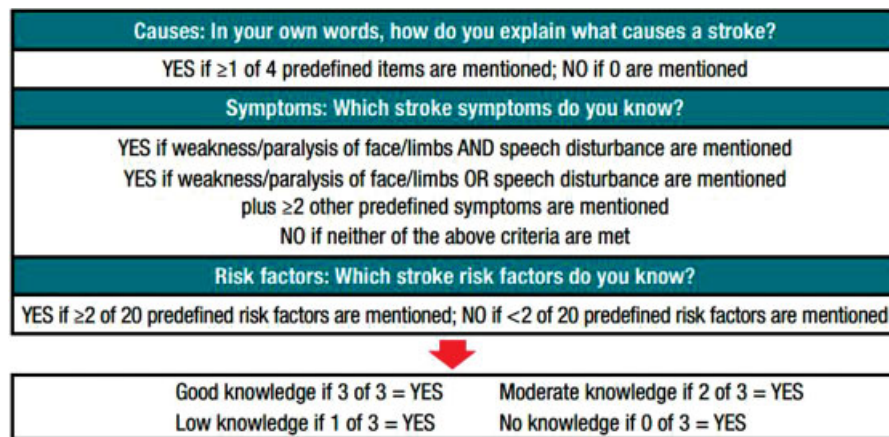 Causes: In your own words, how do you explain what causes a stroke?
YES if ≥1 of 4 predefined items are mentioned; NO if 0 are mentioned
Symptoms: Which stroke symptoms do you know?
YES if weakness/paralysis of face/limbs AND speech disturbance are mentioned
YES if weakness/paralysis of face/limbs OR speech disturbance are mentioned
plus ≥2 other predefined symptoms are mentioned
NO if neither of the above criteria are met
Risk factors: Which stroke risk factors do you know?
YES if ≥2 of 20 predefined risk factors are mentioned; NO if <2 of 20 predefined risk factors are mentioned
Good knowledge if 3 of 3 = YES Moderate knowledge if 2 of 3 = YES
Low knowledge if 1 of 3 = YES No knowledge if 0 of 3 = YES